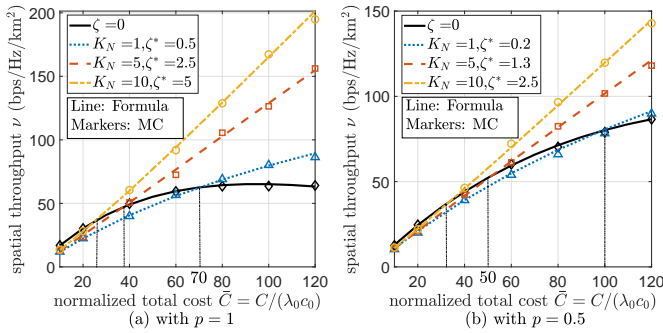 200
150
100
50
0
spatial throughput ν (bps/Hz/km²)
ζ =0
K_N =1,ζ* =0.5
K_N =5,ζ* =2.5
K_N =10,ζ* =5
Line: Formula
Markers: MC
20 40 60 80 100 120
70
normalized total cost C̄ = C/(λ₀c₀)
(a) with p = 1
150
100
50
0
spatial throughput ν (bps/Hz/km²)
ζ =0
K_N =1,ζ* =0.2
K_N =5,ζ* =1.3
K_N =10,ζ* =2.5
Line: Formula
Markers: MC
20 40 60 80 100 120
50
normalized total cost C̄ = C/(λ₀c₀)
(b) with p = 0.5